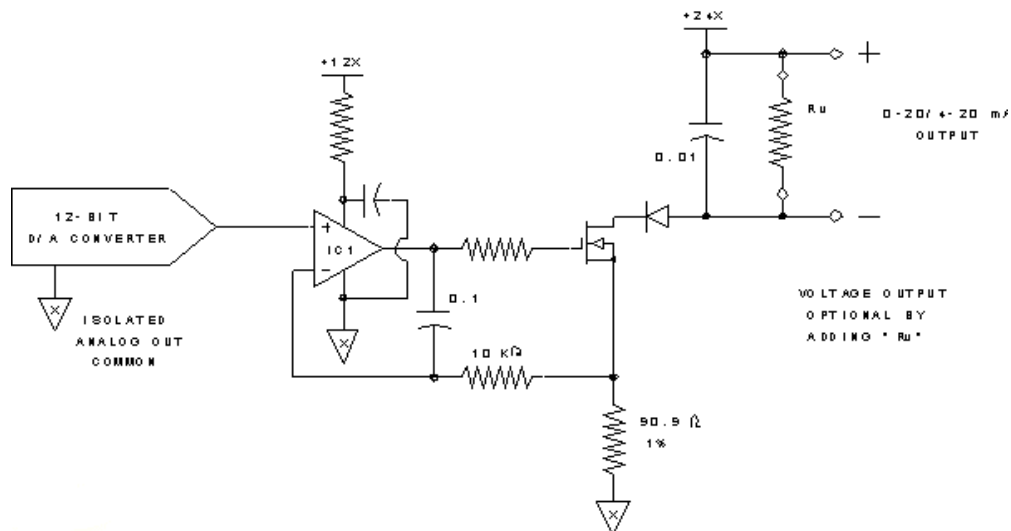 +24X
+12X
Ru
0-20/4-20 mA
OUTPUT
0.01
12-BIT
D/A CONVERTER
+
IC1
−
+
−
X
ISOLATED
ANALOG OUT
COMMON
X
0.1
10 KΩ
VOLTAGE OUTPUT
OPTIONAL BY
ADDING "Ru"
90.9 Ω
1%
X